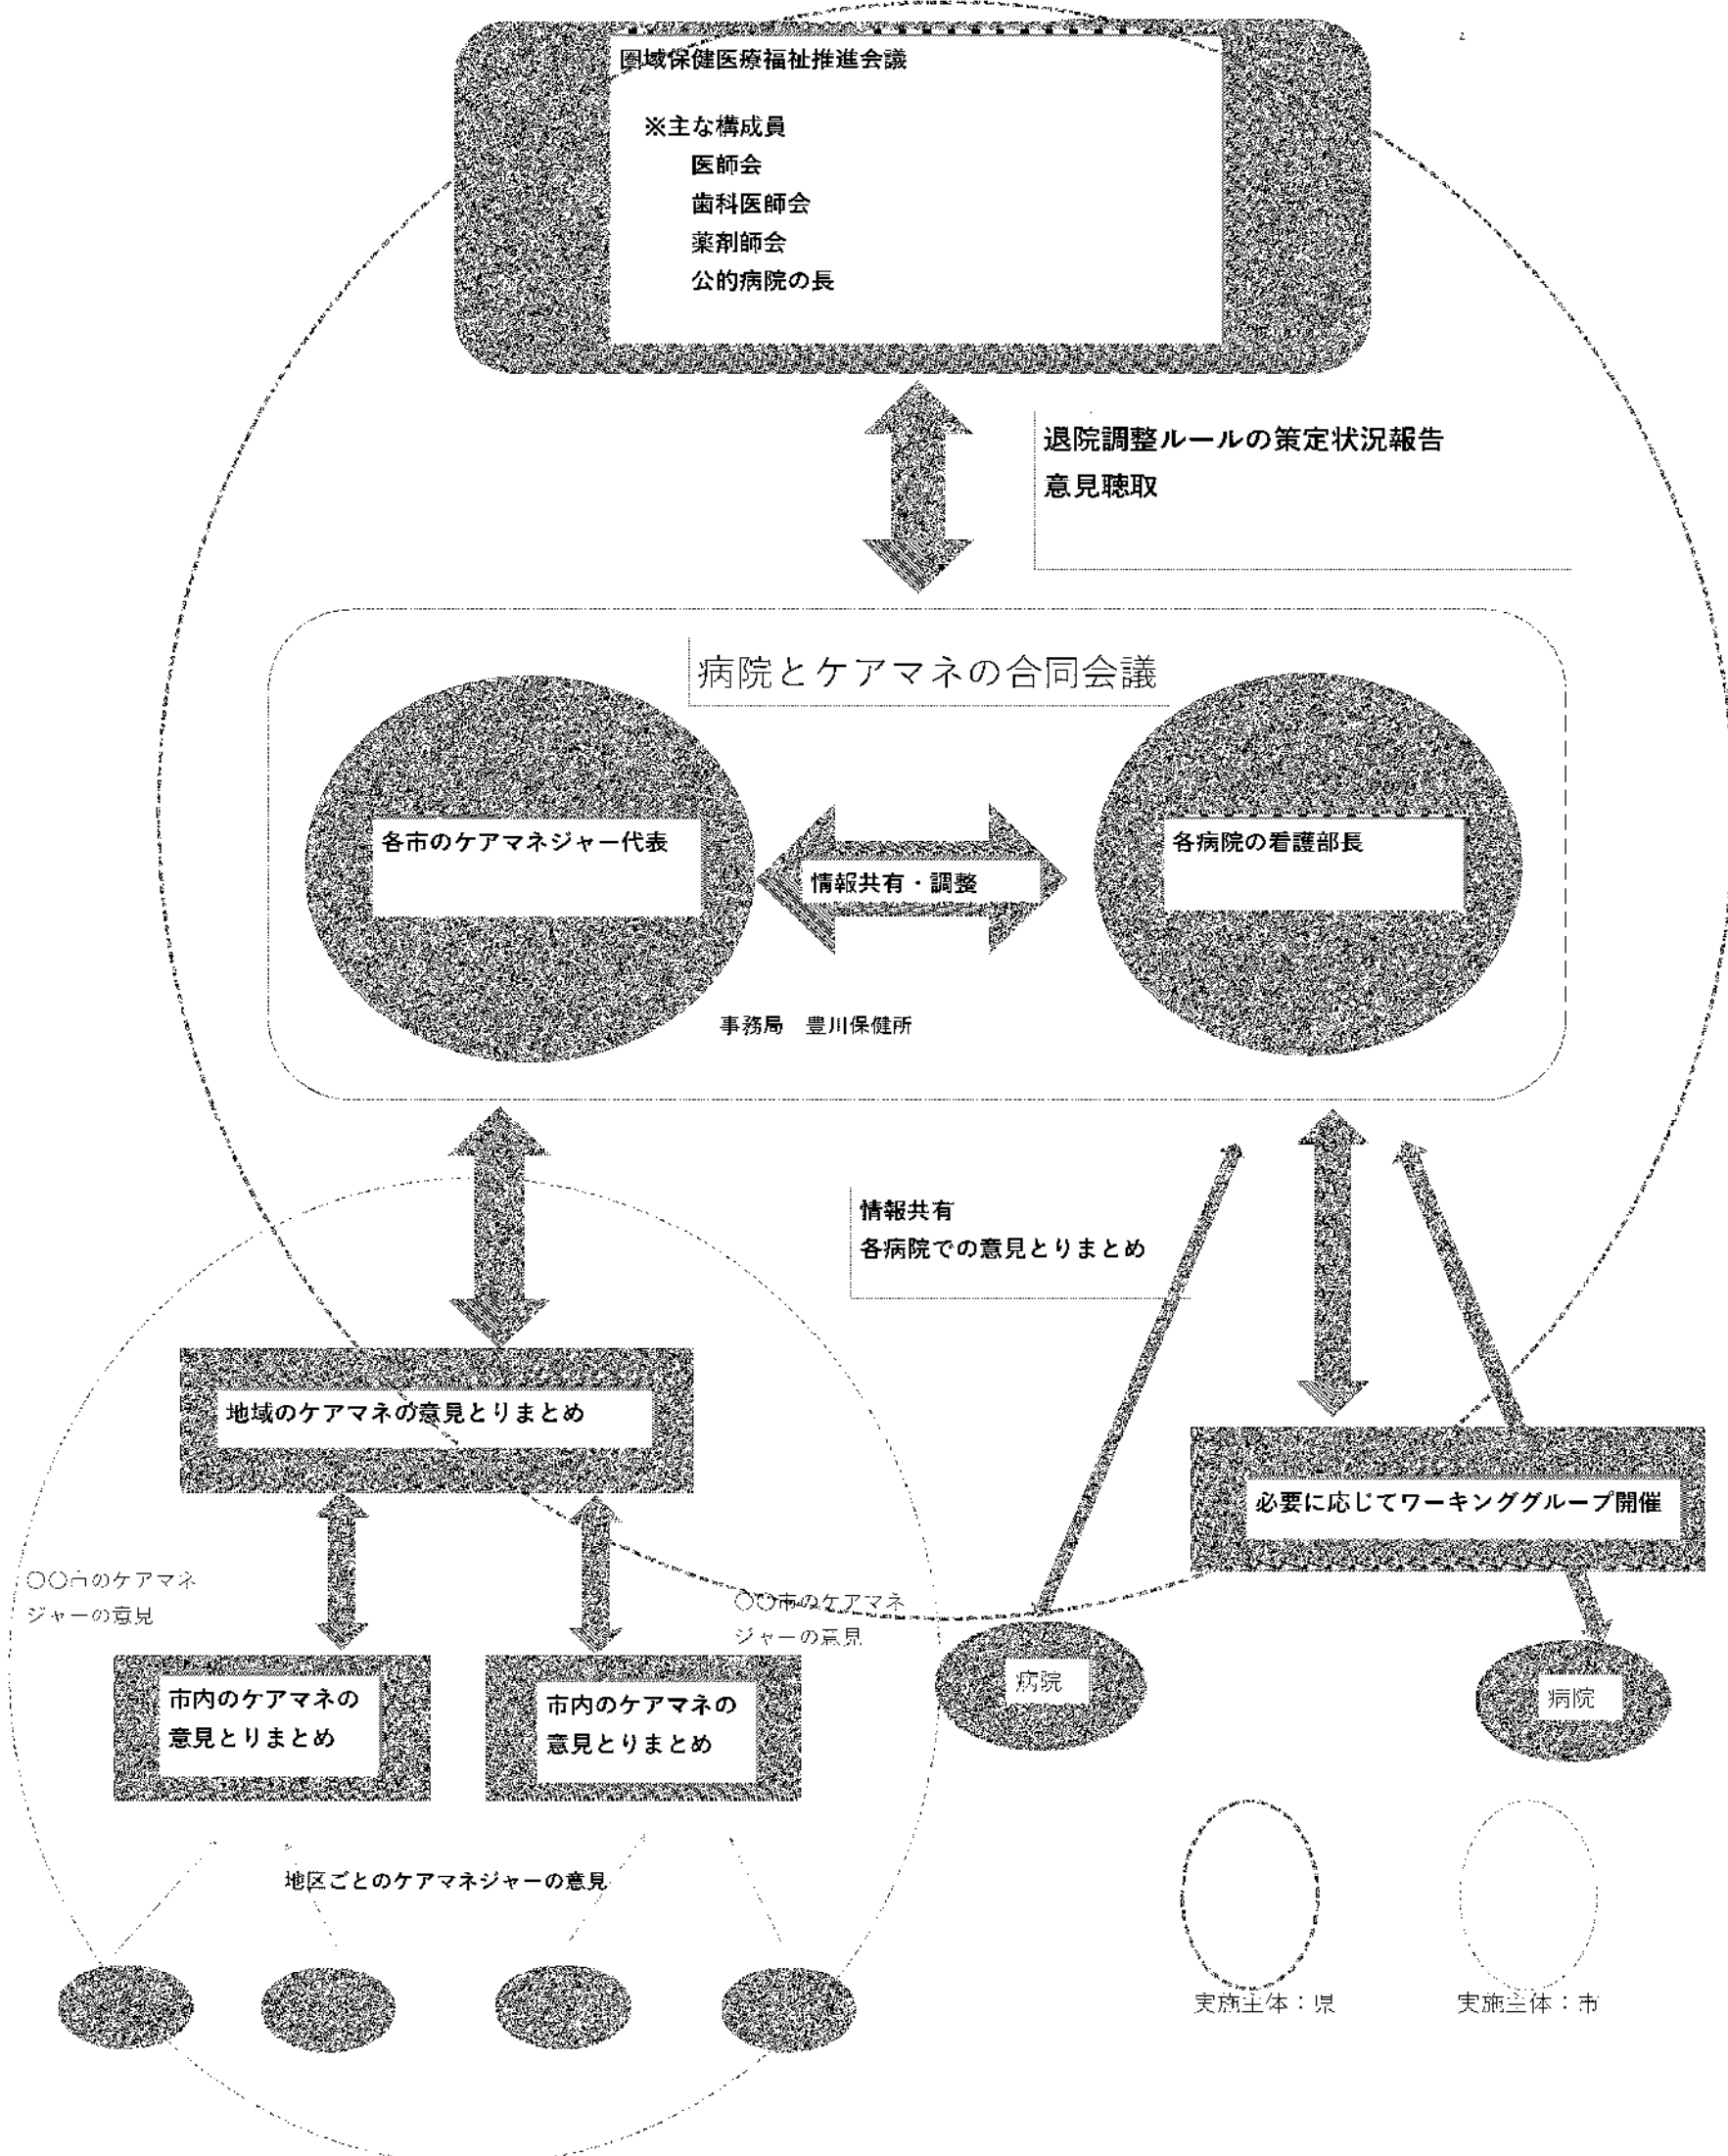 2
圏域保健医療福祉推進会議
※主な構成員
医師会
歯科医師会
薬剤師会
公的病院の長
退院調整ルールの策定状況報告
意見聴取
病院とケアマネの合同会議
各市のケアマネジャー代表
各病院の看護部長
情報共有・調整
事務局 豊川保健所
情報共有
各病院での意見とりまとめ
地域のケアマネの意見とりまとめ
必要に応じてワーキンググループ開催
〇〇市のケアマネ
ジャーの意見
〇〇市のケアマネ
ジャーの意見
市内のケアマネの
意見とりまとめ
市内のケアマネの
意見とりまとめ
病院
病院
地区ごとのケアマネジャーの意見
実施主体：県
実施主体：市